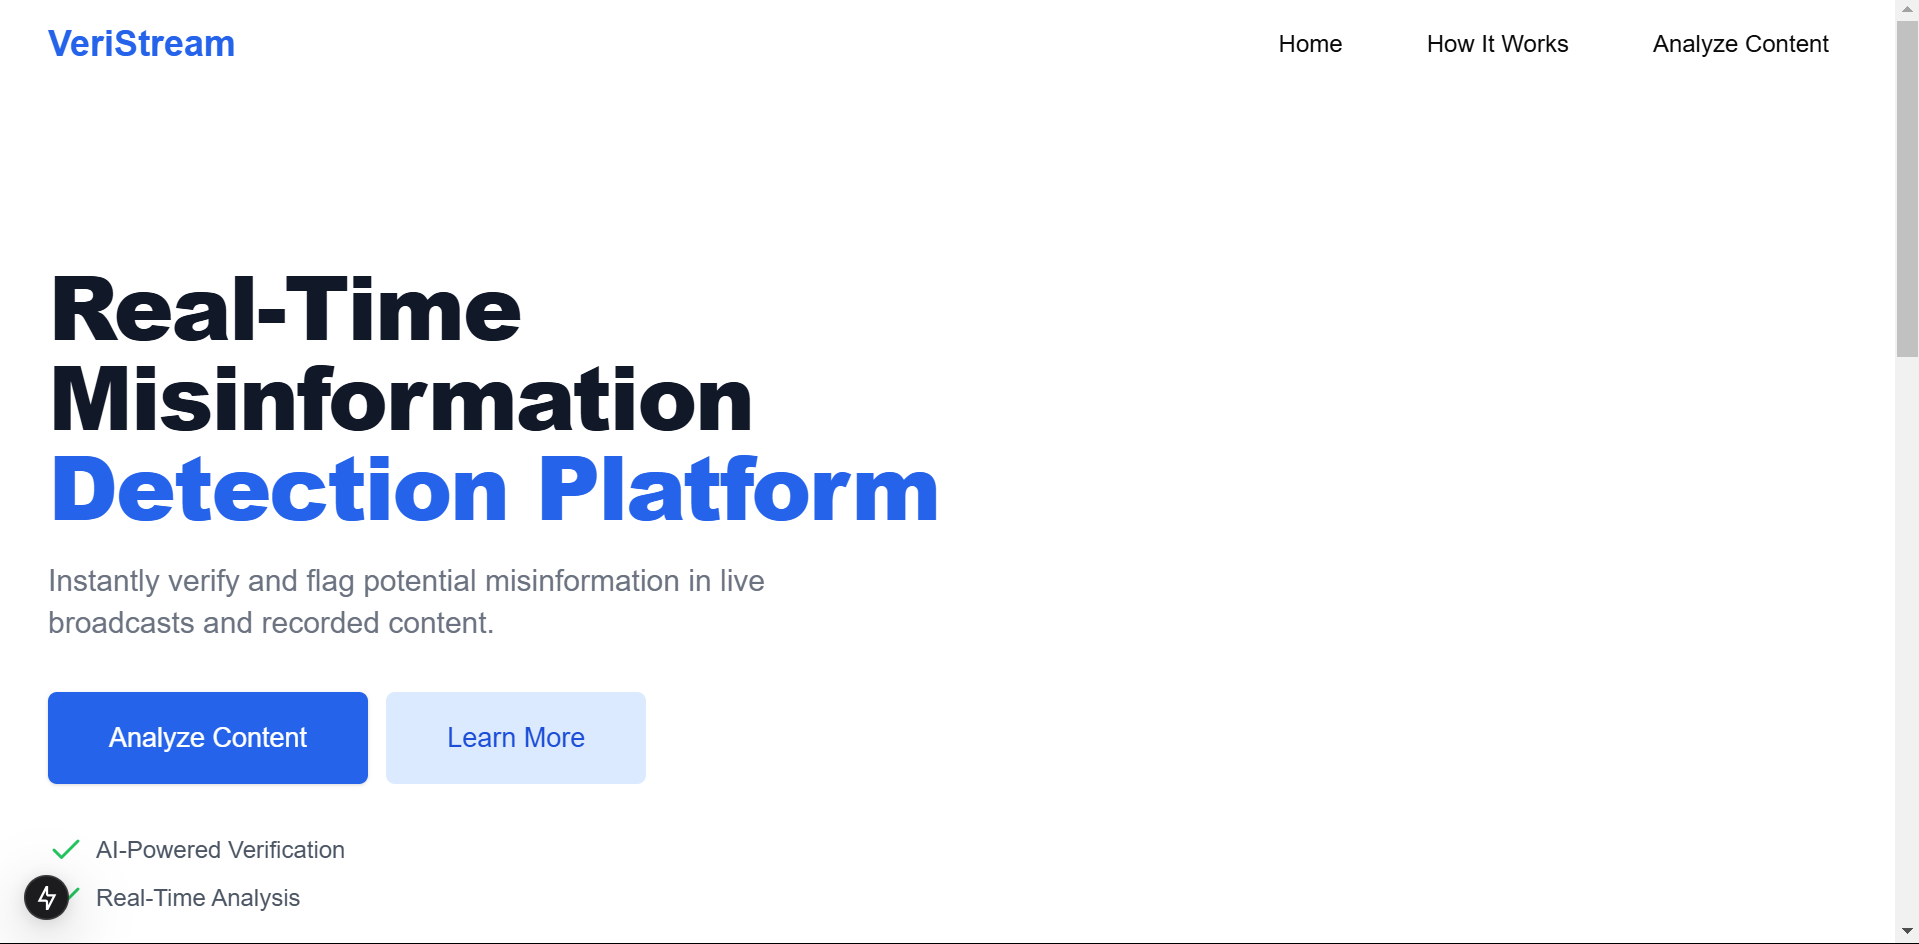 VeriStream
Home
How It Works
Analyze Content
Real-Time
Misinformation
Detection Platform
Instantly verify and flag potential misinformation in live
broadcasts and recorded content.
Analyze Content
Learn More
AI-Powered Verification
Real-Time Analysis